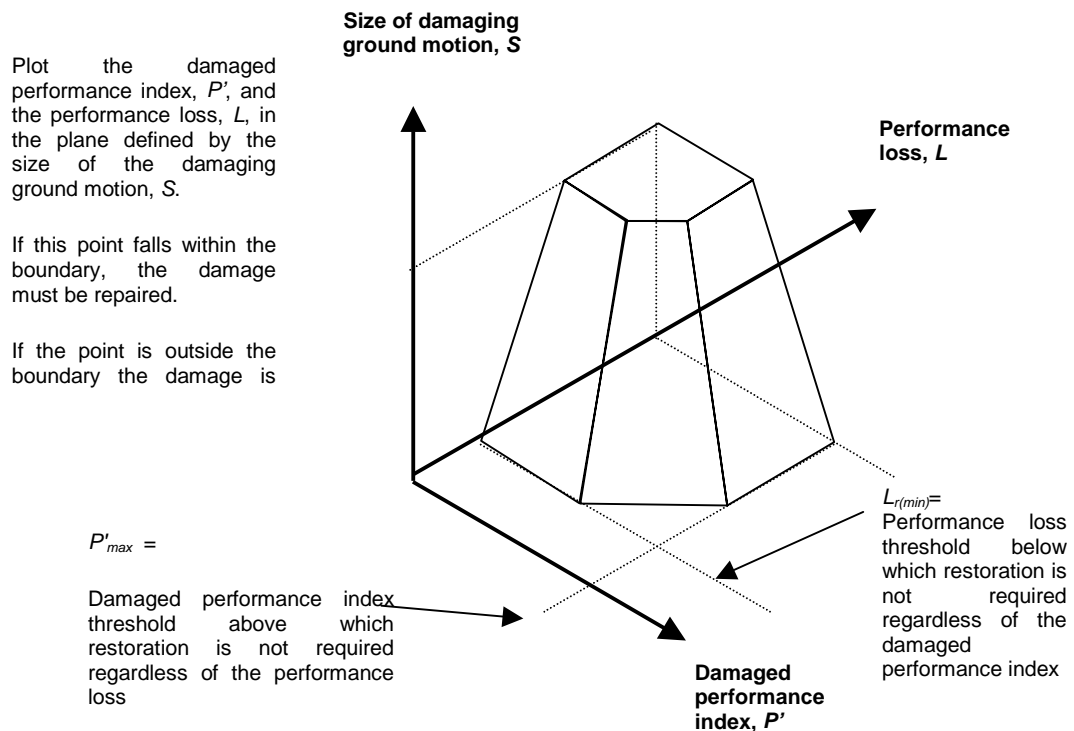 Size of damaging
ground motion, S
Plot the damaged
performance index, P', and
the performance loss, L, in
the plane defined by the
size of the damaging
ground motion, S.
If this point falls within the
boundary, the damage
must be repaired.
If the point is outside the
boundary the damage is
Performance
loss, L
P'max =
Damaged performance index
threshold above which
restoration is not required
regardless of the performance
loss
Lr(min)=
Performance loss
threshold below
which restoration is
not required
regardless of the
damaged
performance index
Damaged
performance
index, P'